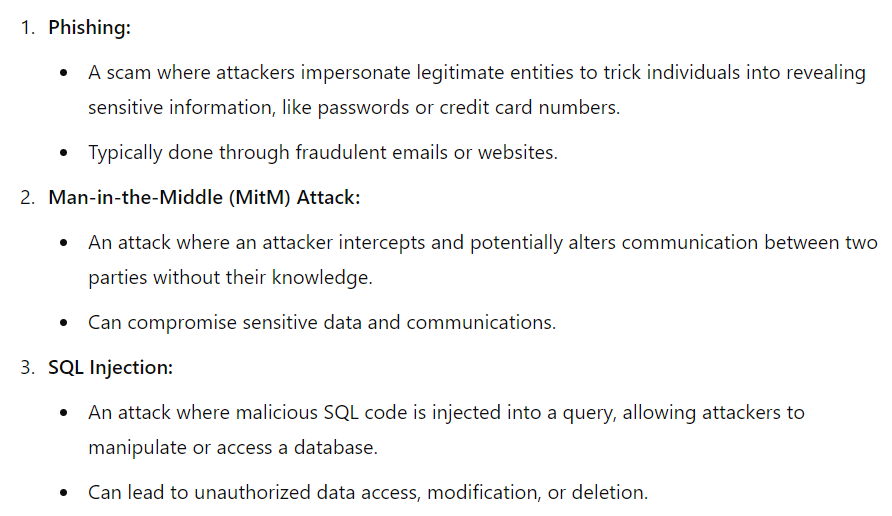 1. Phishing:
• A scam where attackers impersonate legitimate entities to trick individuals into revealing
sensitive information, like passwords or credit card numbers.
• Typically done through fraudulent emails or websites.
2. Man-in-the-Middle (MitM) Attack:
• An attack where an attacker intercepts and potentially alters communication between two
parties without their knowledge.
• Can compromise sensitive data and communications.
3. SQL Injection:
• An attack where malicious SQL code is injected into a query, allowing attackers to
manipulate or access a database.
• Can lead to unauthorized data access, modification, or deletion.